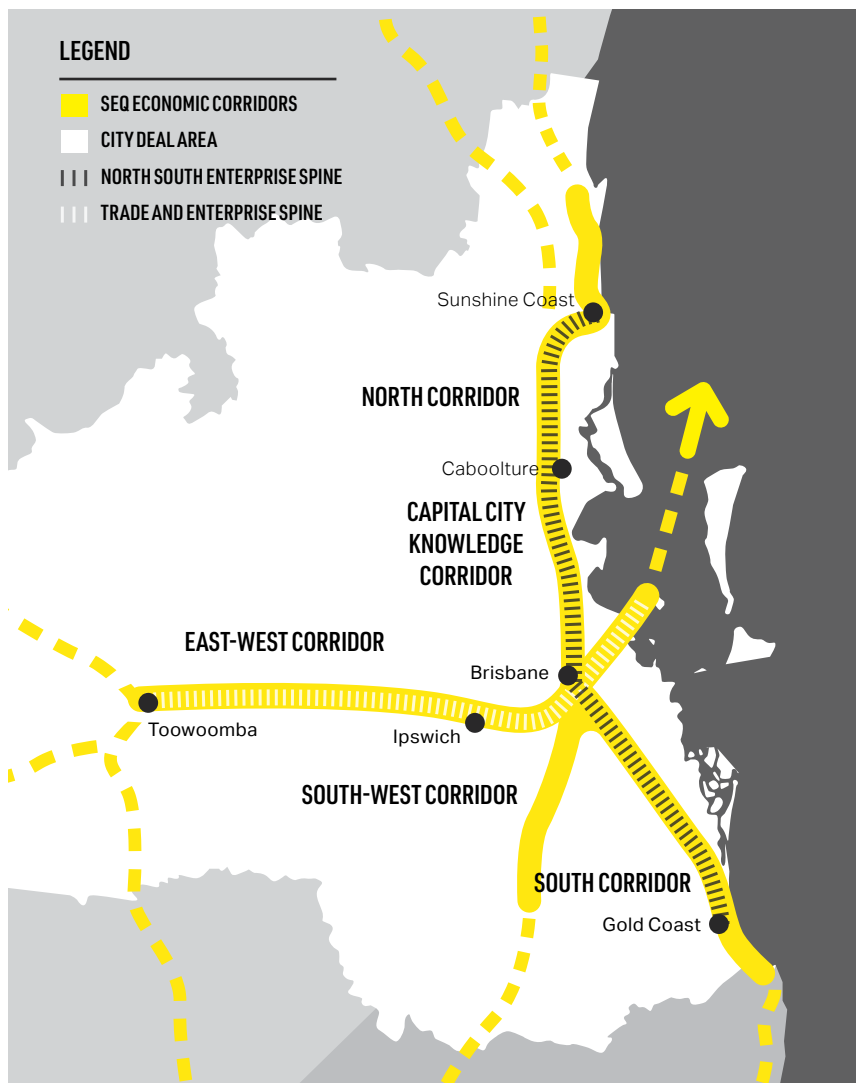 LEGEND
SEQ ECONOMIC CORRIDORS
CITY DEAL AREA
NORTH SOUTH ENTERPRISE SPINE
TRADE AND ENTERPRISE SPINE
Sunshine Coast
NORTH CORRIDOR
Caboolture
CAPITAL CITY
KNOWLEDGE
CORRIDOR
EAST-WEST CORRIDOR
Brisbane
Toowoomba
Ipswich
SOUTH-WEST CORRIDOR
SOUTH CORRIDOR
Gold Coast